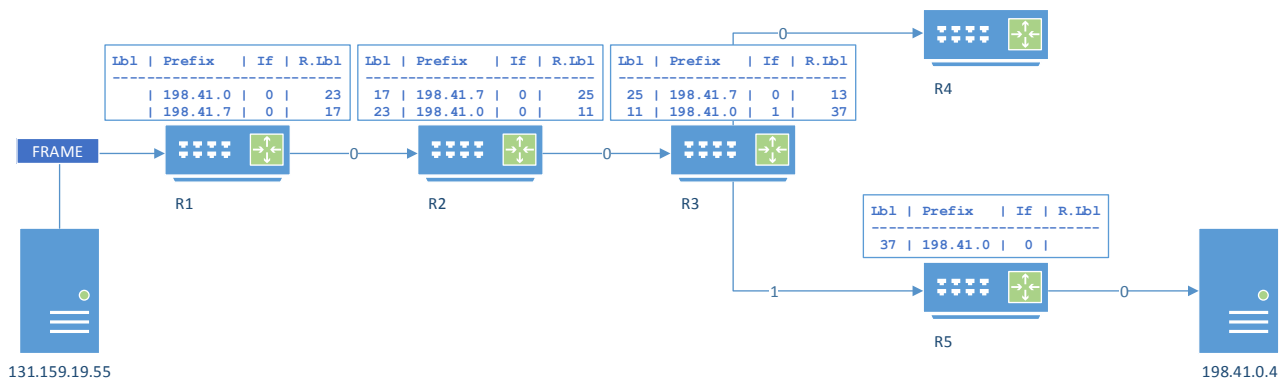 0
Lbl | Prefix | If | R.Lbl
---------------------------
| 198.41.0 | 0 | 23
| 198.41.7 | 0 | 17
Lbl | Prefix | If | R.Lbl
---------------------------
17 | 198.41.7 | 0 | 25
23 | 198.41.0 | 0 | 11
Lbl | Prefix | If | R.Lbl
---------------------------
25 | 198.41.7 | 0 | 13
11 | 198.41.0 | 1 | 37
R4
FRAME
0
0
R1
R2
R3
Lbl | Prefix | If | R.Lbl
---------------------------
37 | 198.41.0 | 0 |
1
0
R5
131.159.19.55
198.41.0.4